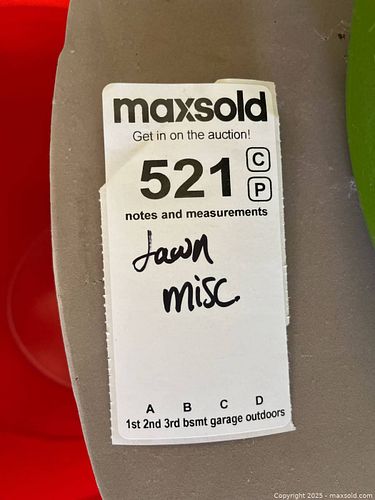 maxsold
Get in on the auction!
521
C
P
notes and measurements
Lawn
misc.
A B C D
1st 2nd 3rd bsmt garage outdoors
Copyright 2025 - maxsold.com